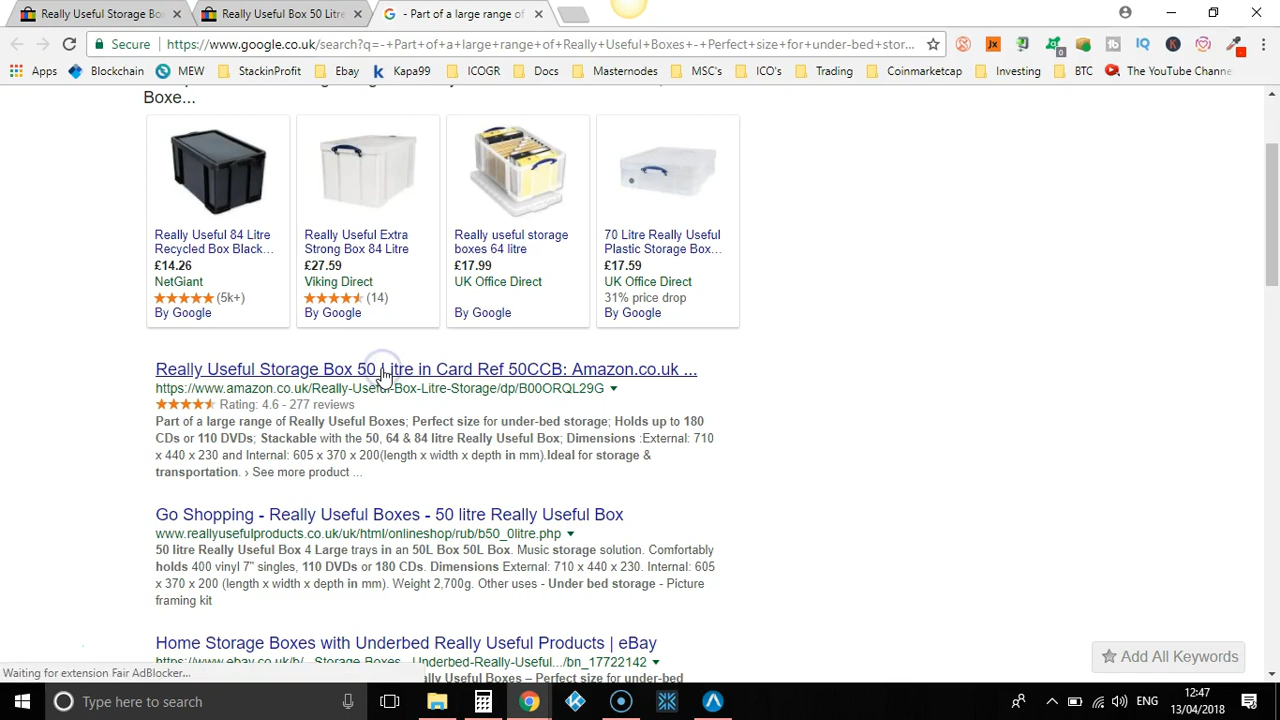 Really Useful Storage Box
Really Useful Box 50 Litre
- Part of a large range of
Secure
https://www.google.co.uk/search?q=-+Part+of+a+large+range+of+Really+Useful+Boxes+-+Perfect+size+for+under-bed+stor...
Apps
Blockchain
MEW
StackinProfit
Ebay
Kapa99
ICOGR
Docs
Masternodes
MSC's
ICO's
Trading
Coinmarketcap
Investing
BTC
The YouTube Channe
Boxe...
Really Useful 84 Litre
Recycled Box Black...
£14.26
NetGiant
(5k+)
By Google
Really Useful Extra
Strong Box 84 Litre
£27.59
Viking Direct
(14)
By Google
Really useful storage
boxes 64 litre
£17.99
UK Office Direct
By Google
70 Litre Really Useful
Plastic Storage Box...
£17.59
UK Office Direct
31% price drop
By Google
Really Useful Storage Box 50 Litre in Card Ref 50CCB: Amazon.co.uk ...
https://www.amazon.co.uk/Really-Useful-Box-Litre-Storage/dp/B00ORQL29G
Rating: 4.6 - 277 reviews
Part of a large range of Really Useful Boxes; Perfect size for under-bed storage; Holds up to 180
CDs or 110 DVDs; Stackable with the 50, 64 & 84 litre Really Useful Box; Dimensions :External: 710
x 440 x 230 and Internal: 605 x 370 x 200(length x width x depth in mm).Ideal for storage &
transportation. › See more product ...
Go Shopping - Really Useful Boxes - 50 litre Really Useful Box
www.reallyusefulproducts.co.uk/uk/html/onlineshop/rub/b50_0litre.php
50 litre Really Useful Box 4 Large trays in an 50L Box 50L Box. Music storage solution. Comfortably
holds 400 vinyl 7" singles, 110 DVDs or 180 CDs. Dimensions External: 710 x 440 x 230. Internal: 605
x 370 x 200 (length x width x depth in mm). Weight 2,700g. Other uses - Under bed storage - Picture
framing kit
Home Storage Boxes with Underbed Really Useful Products | eBay
https://www.ebay.co.uk/b/...Storage-Boxes...Underbed-Really-Useful.../bn_17722142
Useful Boxes – Perfect size for under-bed
Add All Keywords
Waiting for extension Fair AdBlocker...
Type here to search
ENG
12:47
13/04/2018